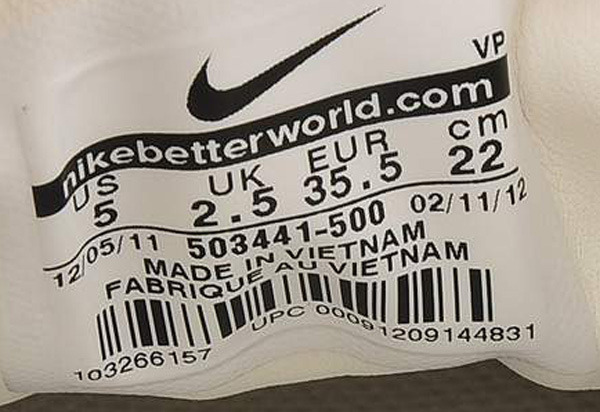 VP
nikebetterworld.com
US UK EUR cm
5 2.5 35.5 22
12/05/11 503441-500 02/11/12
MADE IN VIETNAM
FABRIQUE AU VIETNAM
103266157 UPC 00091209144831